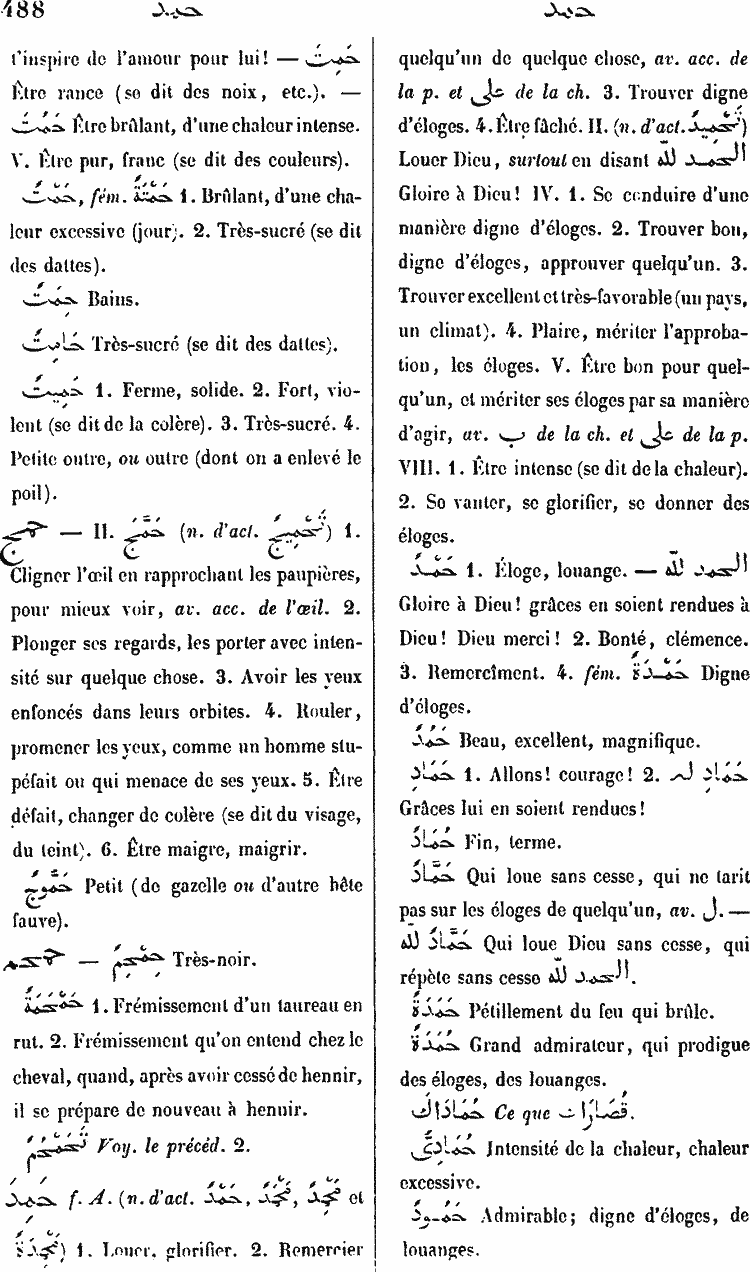 488 حمد حمد
t'inspire de l'amour pour lui! — حَمِتَ
Être rance (se dit des noix, etc.). —
حَمُتَ Être brûlant, d'une chaleur intense.
V. Être pur, franc (se dit des couleurs).
حَمْتٌ, fém. حَمْتَةٌ 1. Brûlant, d'une cha-
leur excessive (jour). 2. Très-sucré (se dit
des dattes).
حَمِتٌ Bains.
حَامِتٌ Très-sucré (se dit des dattes).
حَمِيتٌ 1. Ferme, solide. 2. Fort, vio-
lent (se dit de la colère). 3. Très-sucré. 4.
Petite outre, ou outre (dont on a enlevé le
poil).
حمج — II. حَمَّجَ (n. d'act. تَحْمِيجٌ) 1.
Cligner l'œil en rapprochant les paupières,
pour mieux voir, av. acc. de l'œil. 2.
Plonger ses regards, les porter avec inten-
sité sur quelque chose. 3. Avoir les yeux
enfoncés dans leurs orbites. 4. Rouler,
promener les yeux, comme un homme stu-
péfait ou qui menace de ses yeux. 5. Être
défait, changer de colère (se dit du visage,
du teint). 6. Être maigre, maigrir.
حَمُّوجٌ Petit (de gazelle ou d'autre bête
fauve).
حمحم — حِمْحِمٌ Très-noir.
حَمْحَمَةٌ 1. Frémissement d'un taureau en
rut. 2. Frémissement qu'on entend chez le
cheval, quand, après avoir cessé de hennir,
il se prépare de nouveau à hennir.
تَحَمْحُمٌ Voy. le précéd. 2.
حَمِدَ f. A. (n. d'act. حَمْدٌ, مَحْمَدٌ, مَحْمِدٌ et
مَحْمِدَةٌ) 1. Louer, glorifier. 2. Remercier
quelqu'un de quelque chose, av. acc. de
la p. et على de la ch. 3. Trouver digne
d'éloges. 4. Être fâché. II. (n. d'act. تَحْمِيدٌ)
Louer Dieu, surtout en disant الحمد لله
Gloire à Dieu! IV. 1. Se conduire d'une
manière digne d'éloges. 2. Trouver bon,
digne d'éloges, approuver quelqu'un. 3.
Trouver excellent et très-favorable (un pays,
un climat). 4. Plaire, mériter l'approba-
tion, les éloges. V. Être bon pour quel-
qu'un, et mériter ses éloges par sa manière
d'agir, av. ب de la ch. et على de la p.
VIII. 1. Être intense (se dit de la chaleur).
2. Se vanter, se glorifier, se donner des
éloges.
حَمْدٌ 1. Éloge, louange. — الحمد لله
Gloire à Dieu! grâces en soient rendues à
Dieu! Dieu merci! 2. Bonté, clémence.
3. Remercîment. 4. fém. حَمْدَةٌ Digne
d'éloges.
حَمُدٌ Beau, excellent, magnifique.
حَمَادِ 1. Allons! courage! 2. حَمَادِ له
Grâces lui en soient rendues!
حُمَادٌ Fin, terme.
حَمَّادٌ Qui loue sans cesse, qui ne tarit
pas sur les éloges de quelqu'un, av. ل. —
حَمَّادٌ لله Qui loue Dieu sans cesse, qui
répète sans cesse الحمد لله.
حَمَدَةٌ Pétillement du feu qui brûle.
حُمَدَةٌ Grand admirateur, qui prodigue
des éloges, des louanges.
حُمَادَاكَ Ce que قُصَارَاتَ.
حُمَادِىٌّ Intensité de la chaleur, chaleur
excessive.
حَمُودٌ Admirable; digne d'éloges, de
louanges.